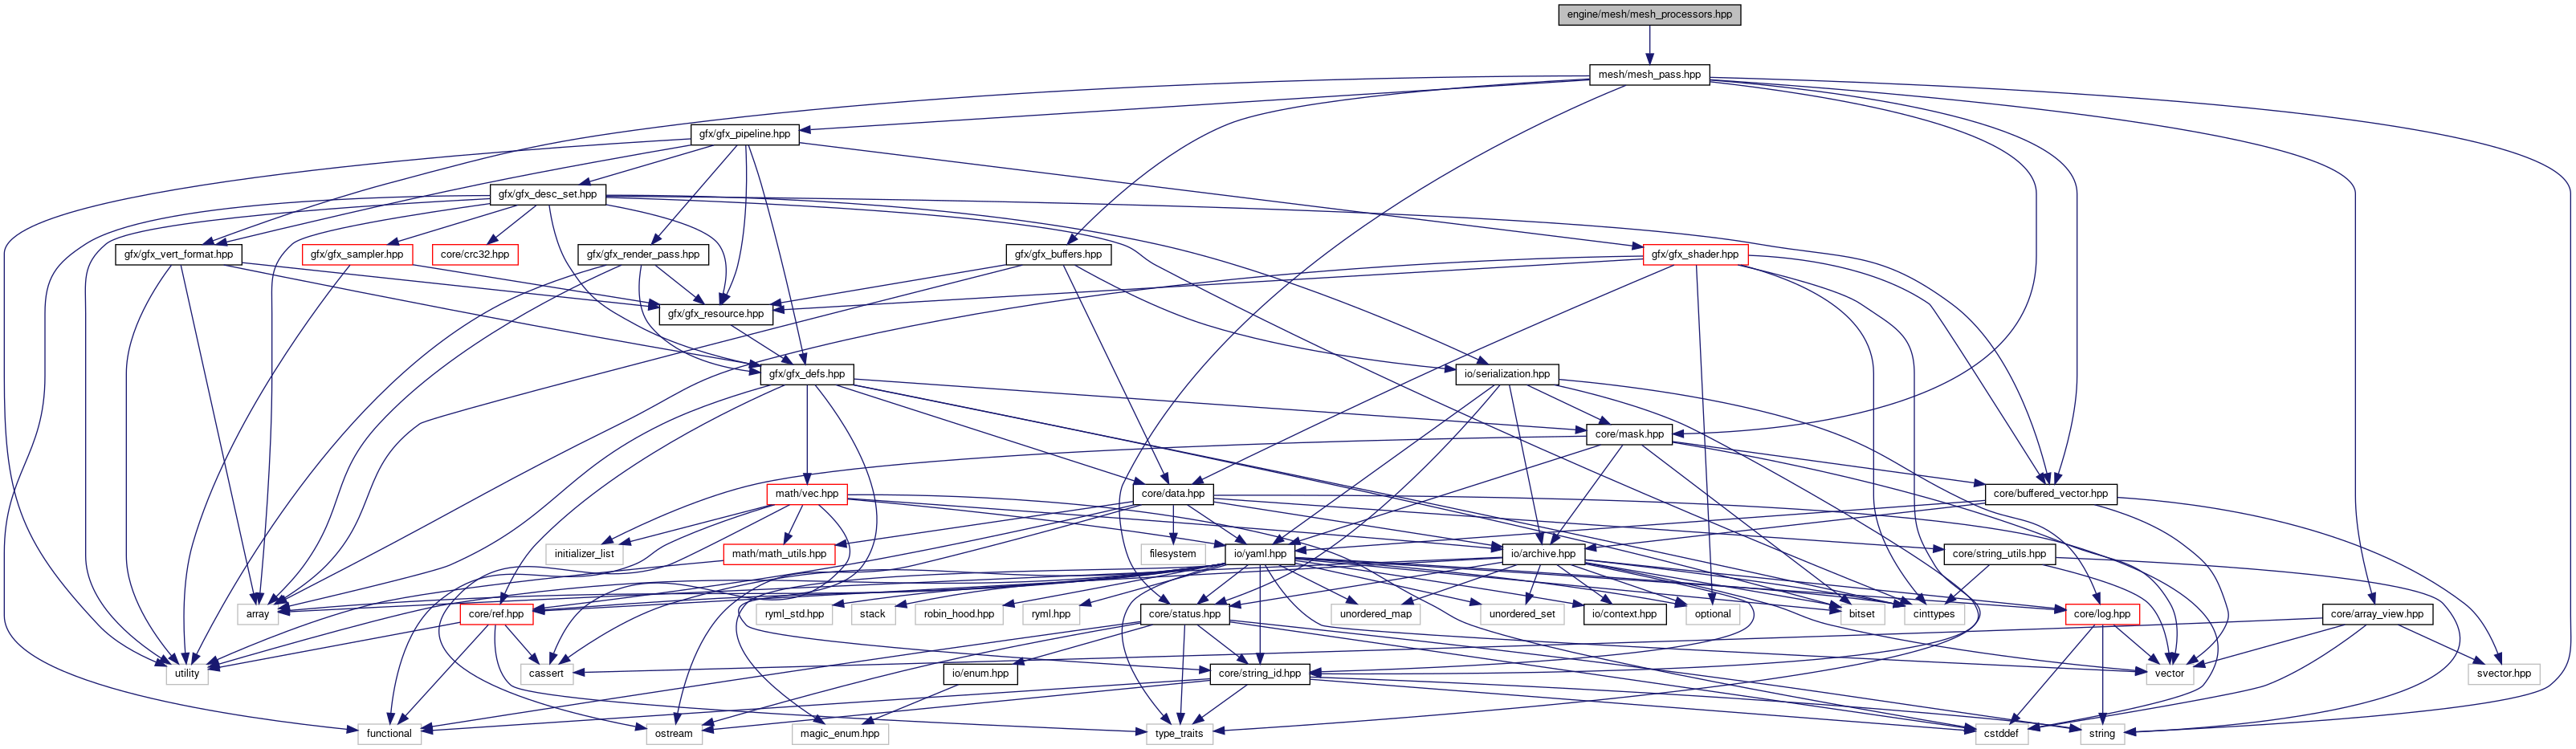 engine/mesh/mesh_processors.hpp
mesh/mesh_pass.hpp
gfx/gfx_pipeline.hpp
gfx/gfx_desc_set.hpp
gfx/gfx_vert_format.hpp
gfx/gfx_sampler.hpp
core/crc32.hpp
gfx/gfx_render_pass.hpp
gfx/gfx_buffers.hpp
gfx/gfx_shader.hpp
gfx/gfx_resource.hpp
gfx/gfx_defs.hpp
io/serialization.hpp
core/mask.hpp
math/vec.hpp
core/data.hpp
core/buffered_vector.hpp
initializer_list
math/math_utils.hpp
filesystem
io/yaml.hpp
io/archive.hpp
core/string_utils.hpp
array
core/ref.hpp
ryml_std.hpp
stack
robin_hood.hpp
ryml.hpp
core/status.hpp
unordered_map
unordered_set
io/context.hpp
optional
bitset
cinttypes
core/log.hpp
core/array_view.hpp
utility
cassert
io/enum.hpp
core/string_id.hpp
vector
svector.hpp
functional
ostream
magic_enum.hpp
type_traits
cstddef
string